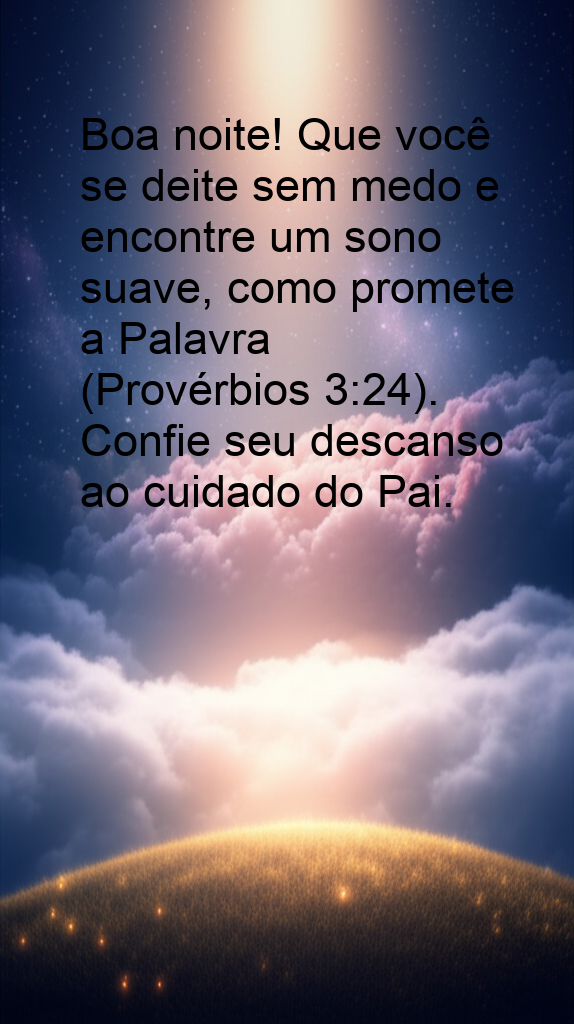 Boa noite! Que você
se deite sem medo e
encontre um sono
suave, como promete
a Palavra
(Provérbios 3:24).
Confie seu descanso
ao cuidado do Pai.